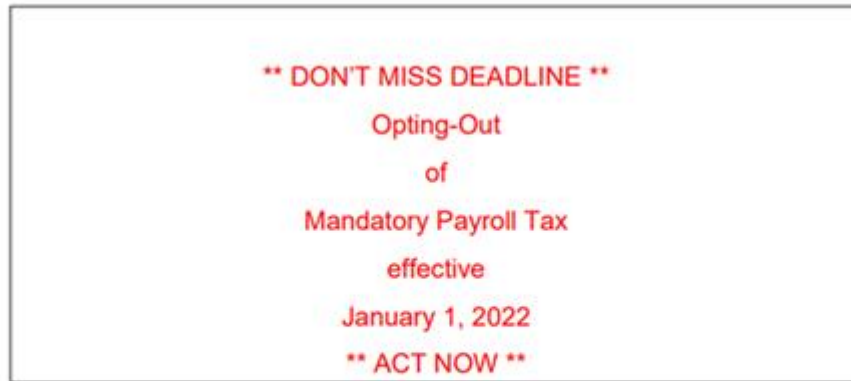 ** DON'T MISS DEADLINE **
Opting-Out
of
Mandatory Payroll Tax
effective
January 1, 2022
** ACT NOW **